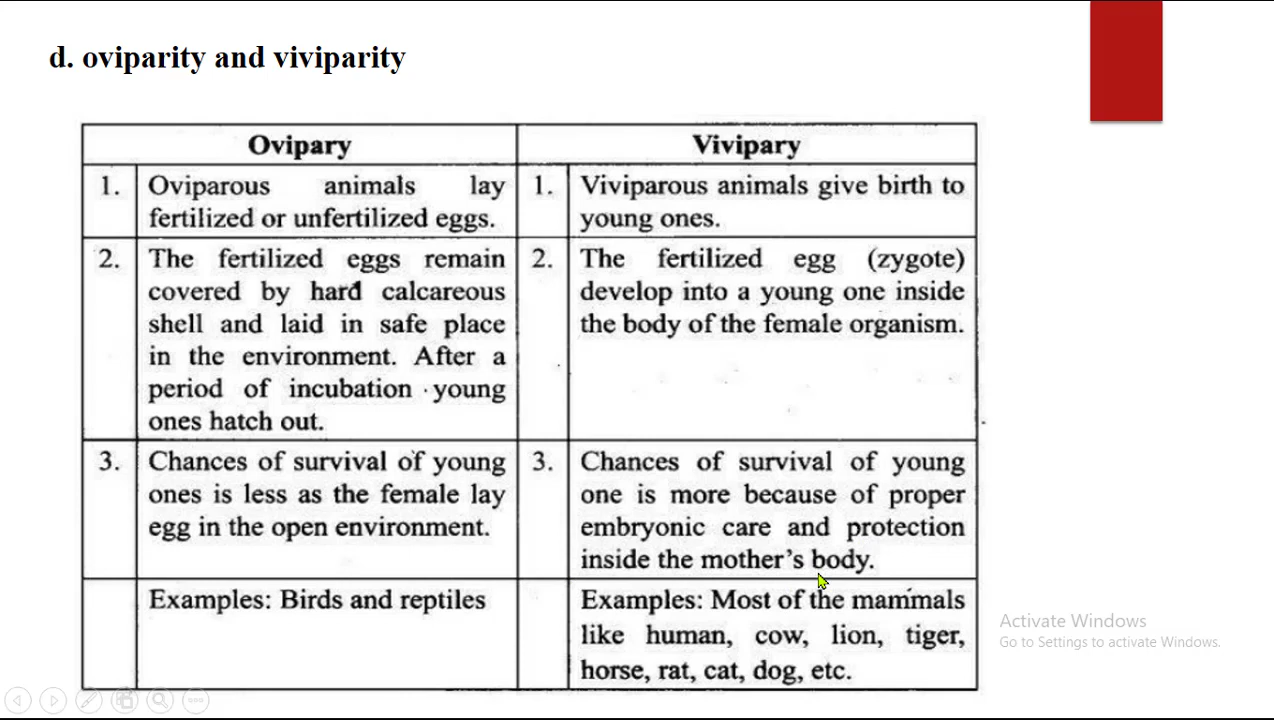 d. oviparity and viviparity
Ovipary
Vivipary
1.
Oviparous animals lay
fertilized or unfertilized eggs.
1.
Viviparous animals give birth to
young ones.
2.
The fertilized eggs remain
covered by hard calcareous
shell and laid in safe place
in the environment. After a
period of incubation young
ones hatch out.
2.
The fertilized egg (zygote)
develop into a young one inside
the body of the female organism.
3.
Chances of survival of young
ones is less as the female lay
egg in the open environment.
3.
Chances of survival of young
one is more because of proper
embryonic care and protection
inside the mother's body.
Examples: Birds and reptiles
Examples: Most of the mammals
like human, cow, lion, tiger,
horse, rat, cat, dog, etc.
Activate Windows
Go to Settings to activate Windows.